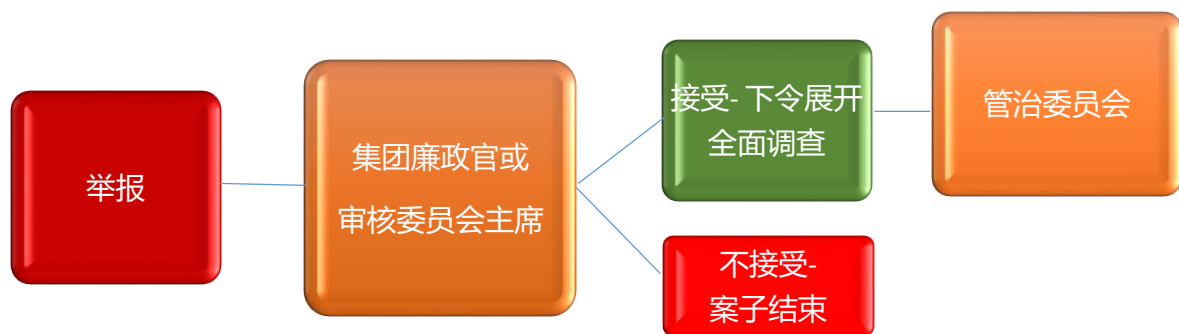 举报
集团廉政官或
审核委员会主席
接受- 下令展开
全面调查
管治委员会
不接受-
案子结束